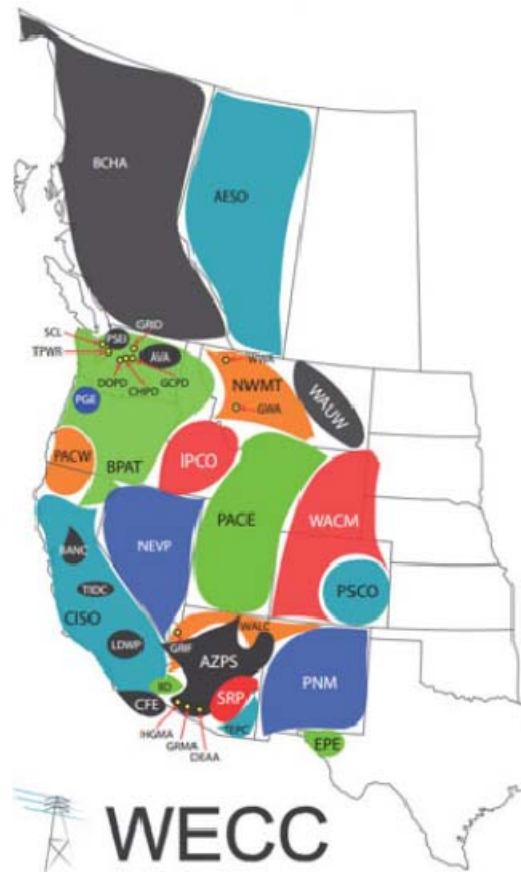 BCHA
AESO
SCL
PSEI
GRID
TPWR
AVA
WWA
DOPD
CHPD
GCPD
NWMT
WAUW
PGE
GWA
PACW
BPAT
IPCO
BANC
NEVP
PACE
WACM
TIDC
PSCO
CISO
LDWP
GRIF
WALC
AZPS
IID
CFE
SRP
PNM
HGMA
TEPC
GRMA
DEAA
EPE
WECC